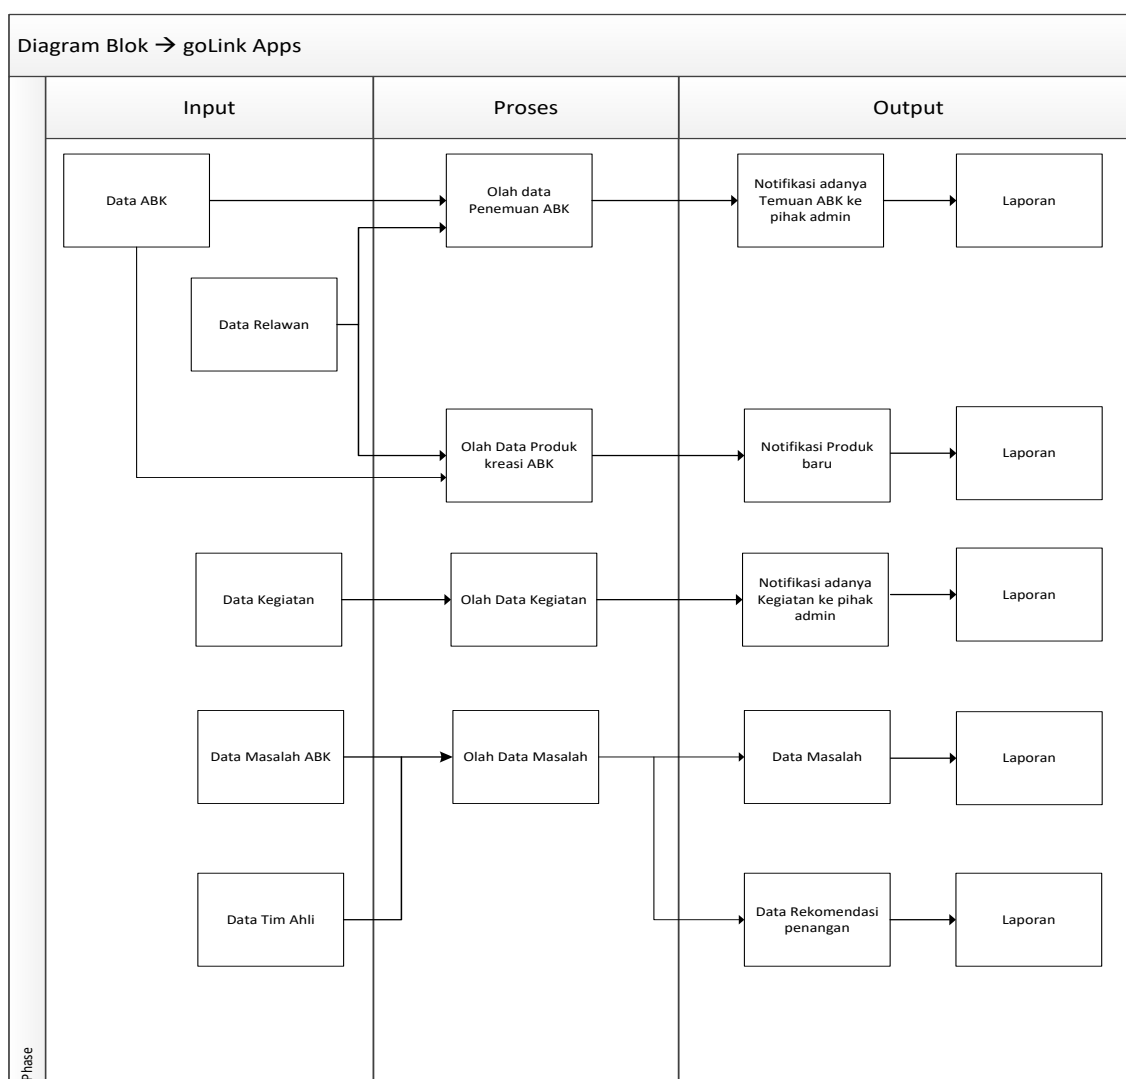 Diagram Blok → goLink Apps
Input
Proses
Output
Data ABK
Olah data
Penemuan ABK
Notifikasi adanya
Temuan ABK ke
pihak admin
Laporan
Data Relawan
Olah Data Produk
kreasi ABK
Notifikasi Produk
baru
Laporan
Data Kegiatan
Olah Data Kegiatan
Notifikasi adanya
Kegiatan ke pihak
admin
Laporan
Data Masalah ABK
Olah Data Masalah
Data Masalah
Laporan
Data Tim Ahli
Data Rekomendasi
penangan
Laporan
Phase